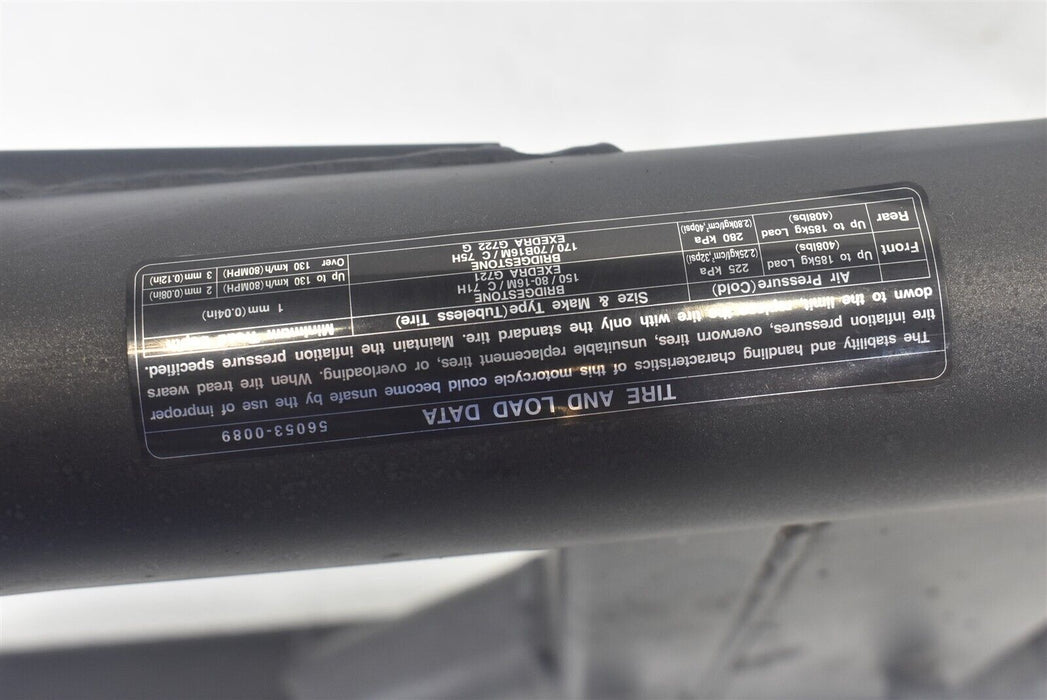 TIRE AND LOAD DATA
56053-0089
The stability and handling characteristics of this motorcycle could become unsafe by the use of improper
tire inflation pressures, overworn tires, unsuitable replacement tires, or overloading. When tire tread wears
down to the limit, replace the tire with only the standard tire. Maintain the inflation pressure specified.
Air Pressure (Cold) Size & Make Type (Tubeless Tire) Minimum Tread Depth
Front Up to 185kg Load (408lbs) 225 kPa (2.25kgf/cm²,32psi) BRIDGESTONE 150 / 80-16M / C 71H EXEDRA G721 1 mm (0.04in)
Rear Up to 185kg Load (408lbs) 280 kPa (2.80kgf/cm²,40psi) BRIDGESTONE 170 / 70B16M / C 75H EXEDRA G722 G
Up to 130 km/h (80MPH) 2 mm (0.08in)
Over 130 km/h (80MPH) 3 mm (0.12in)